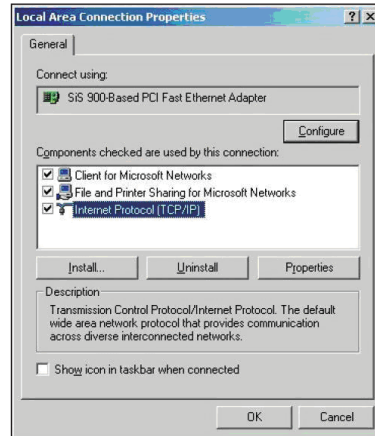 Local Area Connection Properties
General
Connect using:
SiS 900-Based PCI Fast Ethernet Adapter
Configure
Components checked are used by this connection:
Client for Microsoft Networks
File and Printer Sharing for Microsoft Networks
Internet Protocol (TCP/IP)
Install...
Uninstall
Properties
Description
Transmission Control Protocol/Internet Protocol. The default
wide area network protocol that provides communication
across diverse interconnected networks.
Show icon in taskbar when connected
OK
Cancel